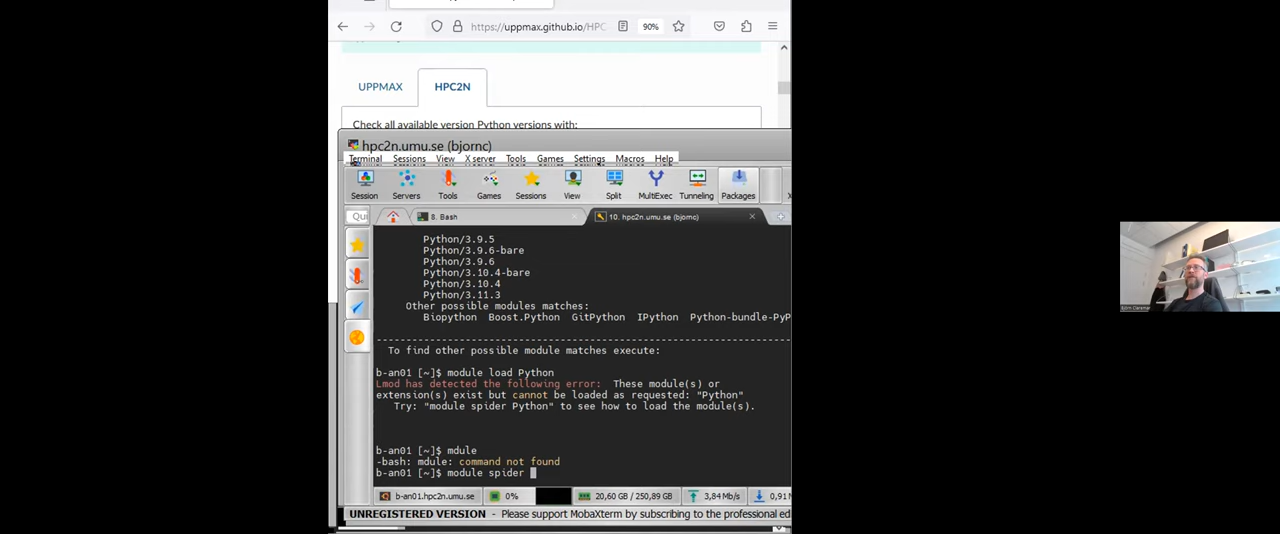 https://uppmax.github.io/HPC 90%
UPPMAX HPC2N
Check all available version Python versions with:
hpc2n.umu.se (bjornc)
Terminal Sessions View X server Tools Games Settings Macros Help
Session Servers Tools Games Sessions View Split MultiExec Tunneling Packages
Qui 8. Bash 10. hpc2n.umu.se (bjornc)
Python/3.9.5
Python/3.9.6-bare
Python/3.9.6
Python/3.10.4-bare
Python/3.10.4
Python/3.11.3
Other possible modules matches:
Biopython Boost.Python GitPython IPython Python-bundle-PyP
To find other possible module matches execute:
b-an01 [~]$ module load Python
Lmod has detected the following error: These module(s) or
extension(s) exist but cannot be loaded as requested: "Python"
Try: "module spider Python" to see how to load the module(s).
b-an01 [~]$ mdule
-bash: mdule: command not found
b-an01 [~]$ module spider
b-an01.hpc2n.umu.se 0% 20,60 GB / 250,89 GB 3,84 Mb/s 0,91 M
UNREGISTERED VERSION - Please support MobaXterm by subscribing to the professional ed